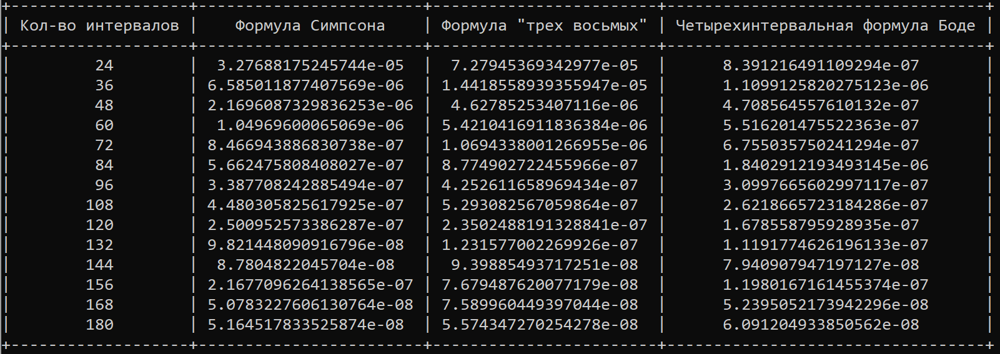 Кол-во интервалов | Формула Симпсона | Формула "трех восьмых" | Четырехинтервальная формула Боде
24 | 3.27688175245744e-05 | 7.27945369342977e-05 | 8.391216491109294e-07
36 | 6.585011877407569e-06 | 1.4418558939355947e-05 | 1.1099125820275123e-06
48 | 2.1696087329836253e-06 | 4.62785253407116e-06 | 4.708564557610132e-07
60 | 1.04969600065069e-06 | 5.4210416911836384e-06 | 5.516201475522363e-07
72 | 8.466943886830738e-07 | 1.0694338001266955e-06 | 6.755035750241294e-07
84 | 5.662475808408027e-07 | 8.774902722455966e-07 | 1.8402912193493145e-06
96 | 3.387708242885494e-07 | 4.252611658969434e-07 | 3.0997665602997117e-07
108 | 4.480305825617925e-07 | 5.293082567059864e-07 | 2.6218665723184286e-07
120 | 2.500952573386287e-07 | 2.3502488191328841e-07 | 1.678558795928935e-07
132 | 9.821448090916796e-08 | 1.231577002269926e-07 | 1.1191774626196133e-07
144 | 8.7804822045704e-08 | 9.39885493717251e-08 | 7.940907947197127e-08
156 | 2.1677096264138565e-07 | 7.679487620077179e-08 | 1.1980167161455374e-07
168 | 5.0783227606130764e-08 | 7.589960449397044e-08 | 5.2395052173942296e-08
180 | 5.164517833525874e-08 | 5.574347270254278e-08 | 6.091204933850562e-08